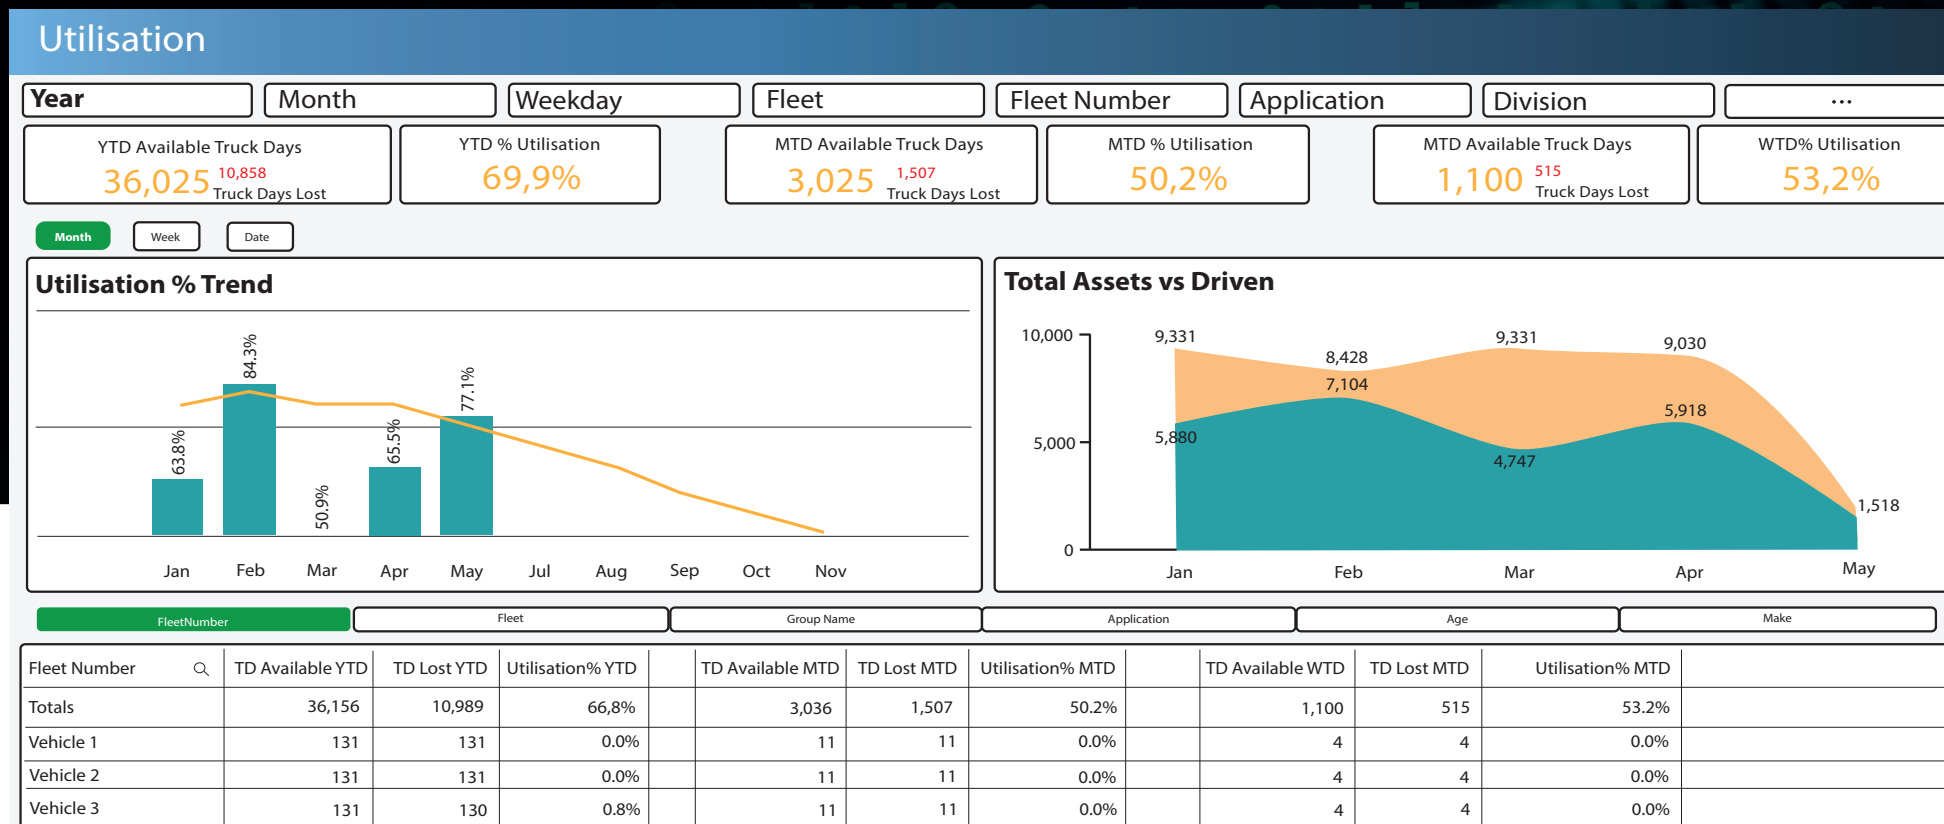 Utilisation
Year Month Weekday Fleet Fleet Number Application Division ...
YTD Available Truck Days
36,025 10,858
Truck Days Lost
YTD % Utilisation
69,9%
MTD Available Truck Days
3,025 1,507
Truck Days Lost
MTD % Utilisation
50,2%
MTD Available Truck Days
1,100 515
Truck Days Lost
WTD% Utilisation
53,2%
Month Week Date
Utilisation % Trend
63.8% 84.3% 50.9% 65.5% 77.1%
Jan Feb Mar Apr May Jul Aug Sep Oct Nov
Total Assets vs Driven
10,000
5,000
0
9,331 8,428 9,331 9,030
5,880 7,104 4,747 5,918 1,518
Jan Feb Mar Apr May
FleetNumber Fleet Group Name Application Age Make
Fleet Number TD Available YTD TD Lost YTD Utilisation% YTD TD Available MTD TD Lost MTD Utilisation% MTD TD Available WTD TD Lost MTD Utilisation% MTD
Totals 36,156 10,989 66,8% 3,036 1,507 50.2% 1,100 515 53.2%
Vehicle 1 131 131 0.0% 11 11 0.0% 4 4 0.0%
Vehicle 2 131 131 0.0% 11 11 0.0% 4 4 0.0%
Vehicle 3 131 130 0.8% 11 11 0.0% 4 4 0.0%